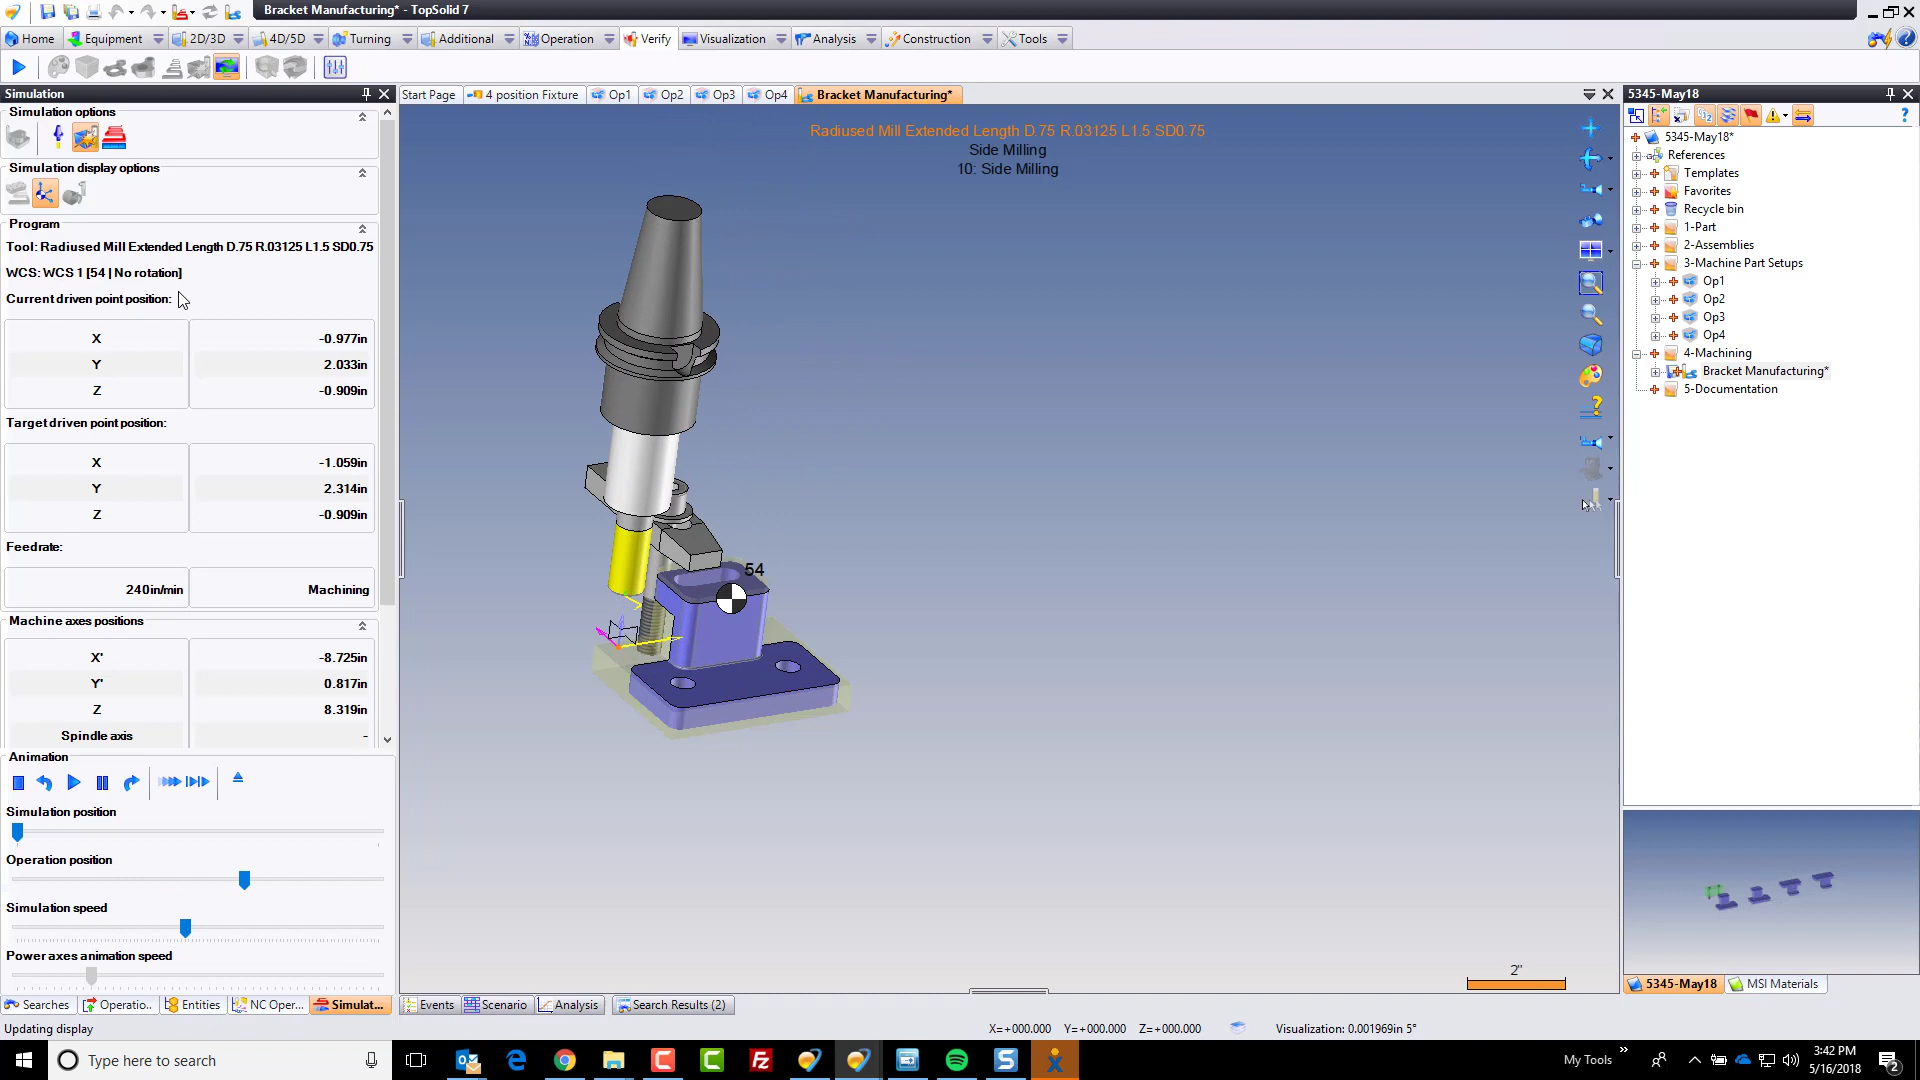 Bracket Manufacturing* - TopSolid 7
Home
Equipment
2D/3D
4D/5D
Turning
Additional
Operation
Verify
Visualization
Analysis
Construction
Tools
Simulation
Start Page
4 position Fixture
Op1
Op2
Op3
Op4
Bracket Manufacturing*
5345-May18
Simulation options
Simulation display options
Program
Tool: Radiused Mill Extended Length D.75 R.03125 L1.5 SD0.75
WCS: WCS 1 [54 | No rotation]
Current driven point position:
X -0.977in
Y 2.033in
Z -0.909in
Target driven point position:
X -1.059in
Y 2.314in
Z -0.909in
Feedrate:
240in/min Machining
Machine axes positions
X' -8.725in
Y' 0.817in
Z 8.319in
Spindle axis -
Animation
Simulation position
Operation position
Simulation speed
Power axes animation speed
Radiused Mill Extended Length D.75 R.03125 L1.5 SD0.75
Side Milling
10: Side Milling
54
2"
5345-May18*
References
Templates
Favorites
Recycle bin
1-Part
2-Assemblies
3-Machine Part Setups
Op1
Op2
Op3
Op4
4-Machining
Bracket Manufacturing*
5-Documentation
5345-May18
MSI Materials
Searches
Operatio..
Entities
NC Oper...
Simulat...
Events
Scenario
Analysis
Search Results (2)
Updating display
X=+000.000 Y=+000.000 Z=+000.000
Visualization: 0.001969in 5°
Type here to search
My Tools
3:42 PM
5/16/2018
2